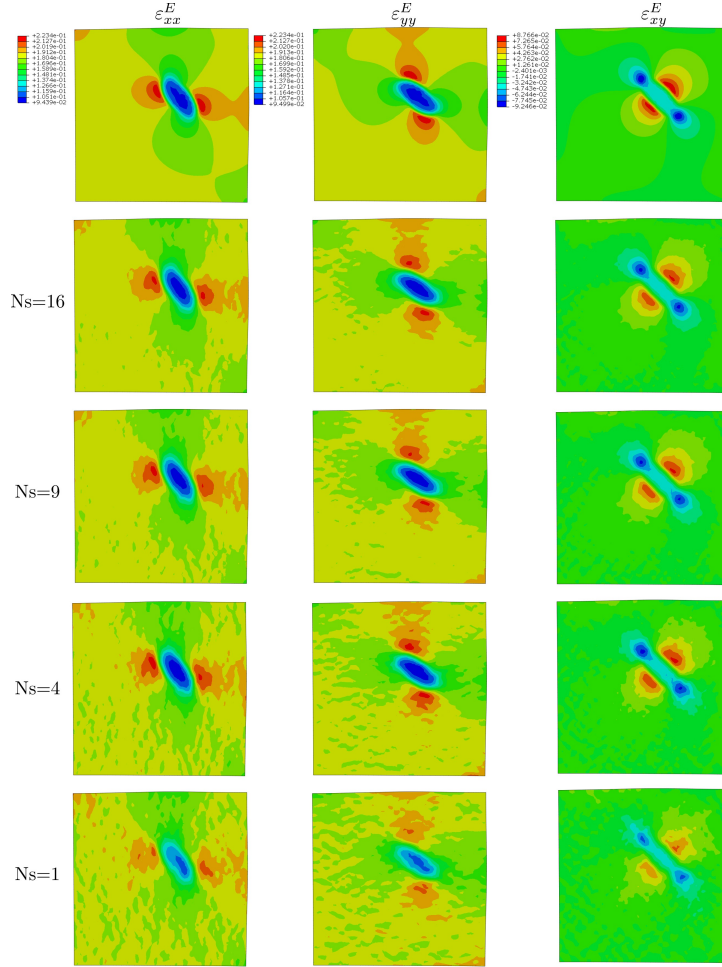 ε_{xx}^{E} ε_{yy}^{E} ε_{xy}^{E}
+2.234e-01
+2.127e-01
+2.019e-01
+1.912e-01
+1.804e-01
+1.696e-01
+1.589e-01
+1.481e-01
+1.374e-01
+1.266e-01
+1.159e-01
+1.051e-01
+9.439e-02
+2.234e-01
+2.127e-01
+2.020e-01
+1.913e-01
+1.806e-01
+1.699e-01
+1.592e-01
+1.485e-01
+1.378e-01
+1.271e-01
+1.164e-01
+1.057e-01
+9.499e-02
+8.766e-02
+7.265e-02
+5.764e-02
+4.263e-02
+2.762e-02
+1.261e-02
-2.401e-03
-1.741e-02
-3.242e-02
-4.743e-02
-6.244e-02
-7.745e-02
-9.246e-02
Ns=16
Ns=9
Ns=4
Ns=1